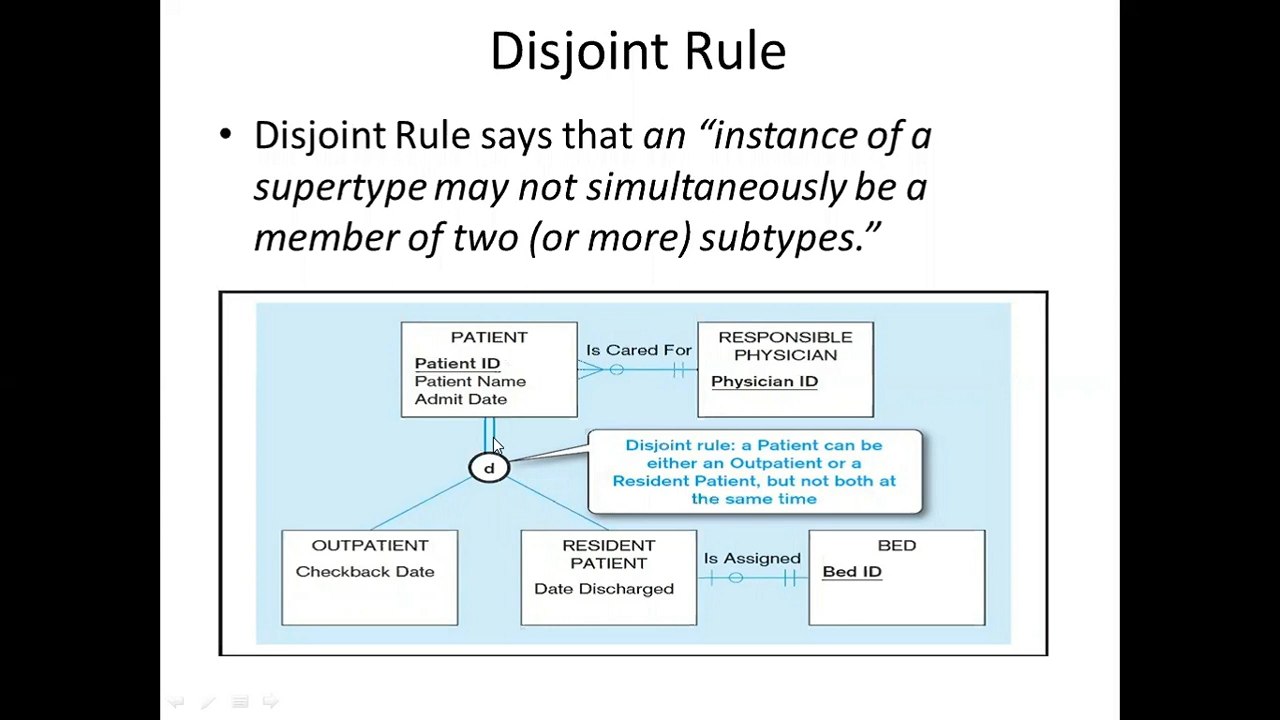 Disjoint Rule
• Disjoint Rule says that an “instance of a
supertype may not simultaneously be a
member of two (or more) subtypes.”
PATIENT
Patient ID
Patient Name
Admit Date
Is Cared For
RESPONSIBLE
PHYSICIAN
Physician ID
d
Disjoint rule: a Patient can be
either an Outpatient or a
Resident Patient, but not both at
the same time
OUTPATIENT
Checkback Date
RESIDENT
PATIENT
Date Discharged
Is Assigned
BED
Bed ID